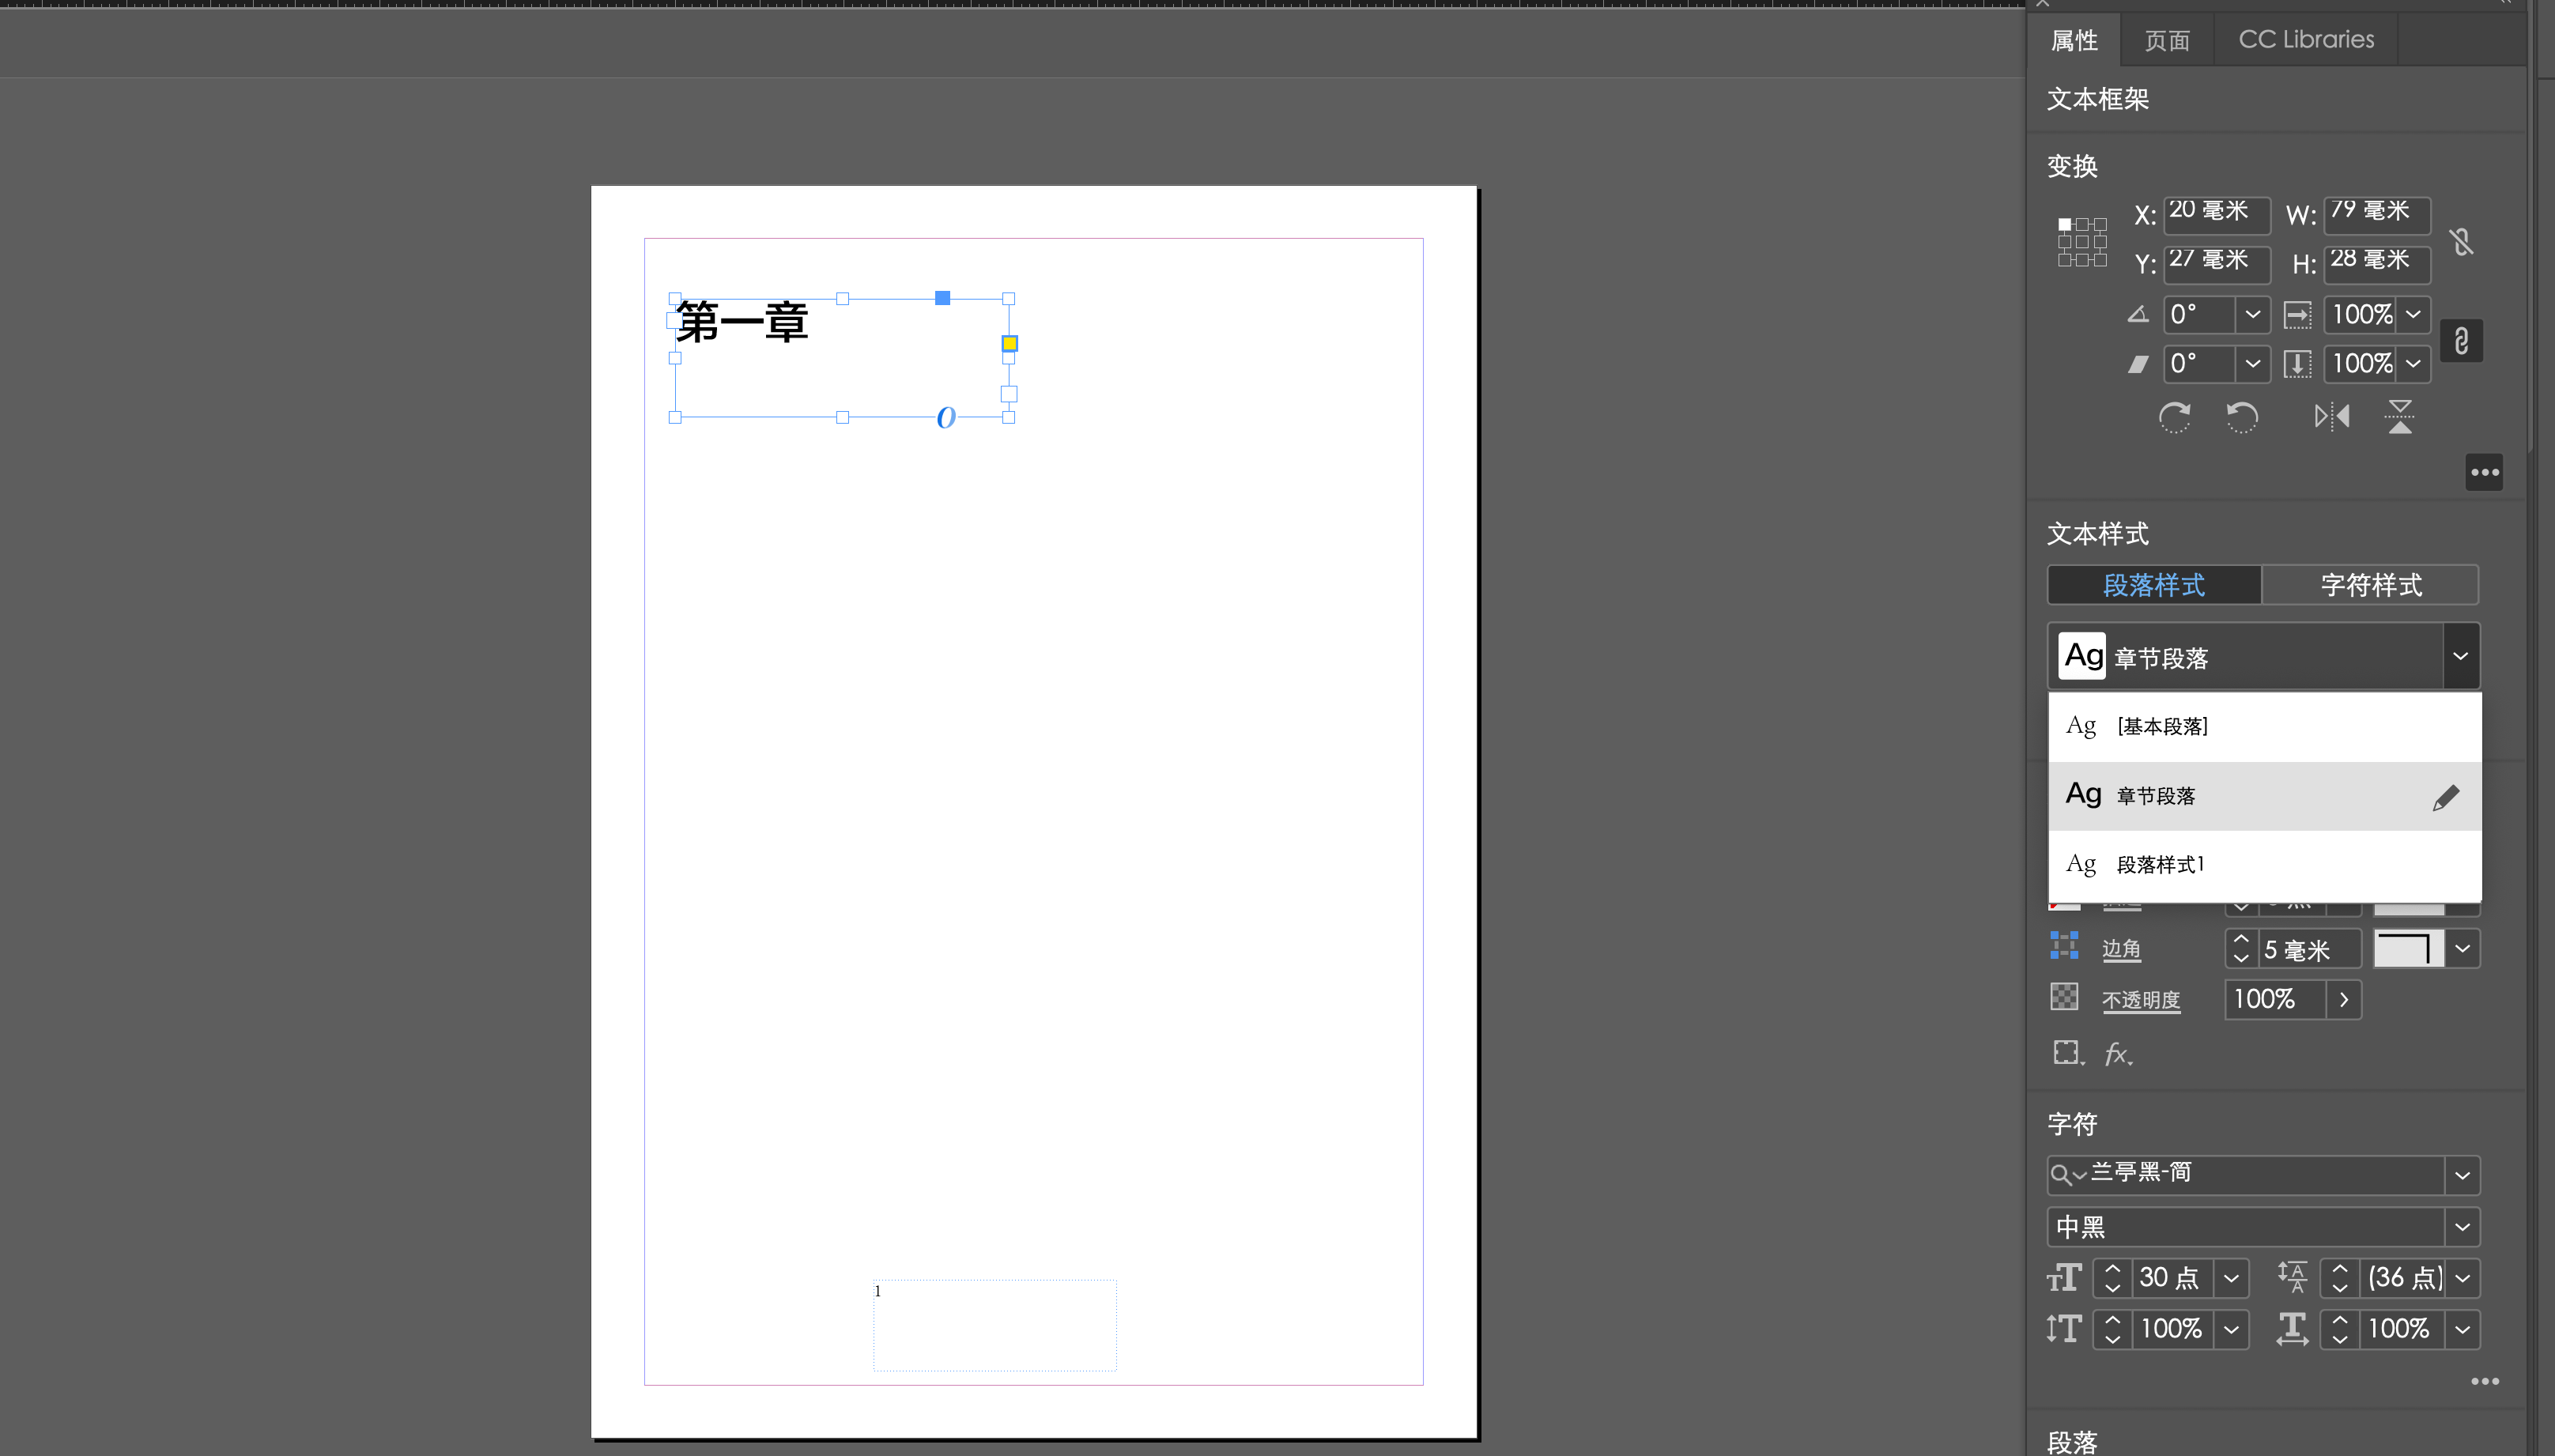 属性
页面
CC Libraries
文本框架
变换
X: 20 毫米 W: 79 毫米
Y: 27 毫米 H: 28 毫米
0° 100%
0° 100%
文本样式
段落样式 字符样式
Ag 章节段落
Ag [基本段落]
Ag 章节段落
Ag 段落样式1
边角 5 毫米
不透明度 100%
fx
字符
兰亭黑-简
中黑
30 点 (36 点)
100% 100%
段落
第一章
1